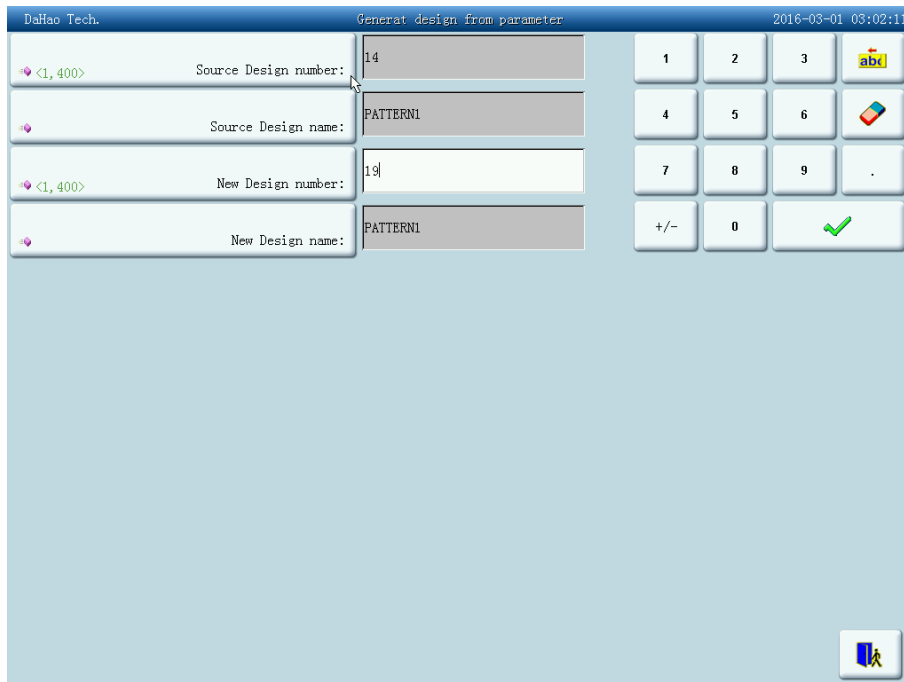 DaHao Tech. Generat design from parameter 2016-03-01 03:02:11
<1, 400> Source Design number: 14
Source Design name: PATTERN1
<1, 400> New Design number: 19
New Design name: PATTERN1
1 2 3 abc
4 5 6
7 8 9 .
+/- 0